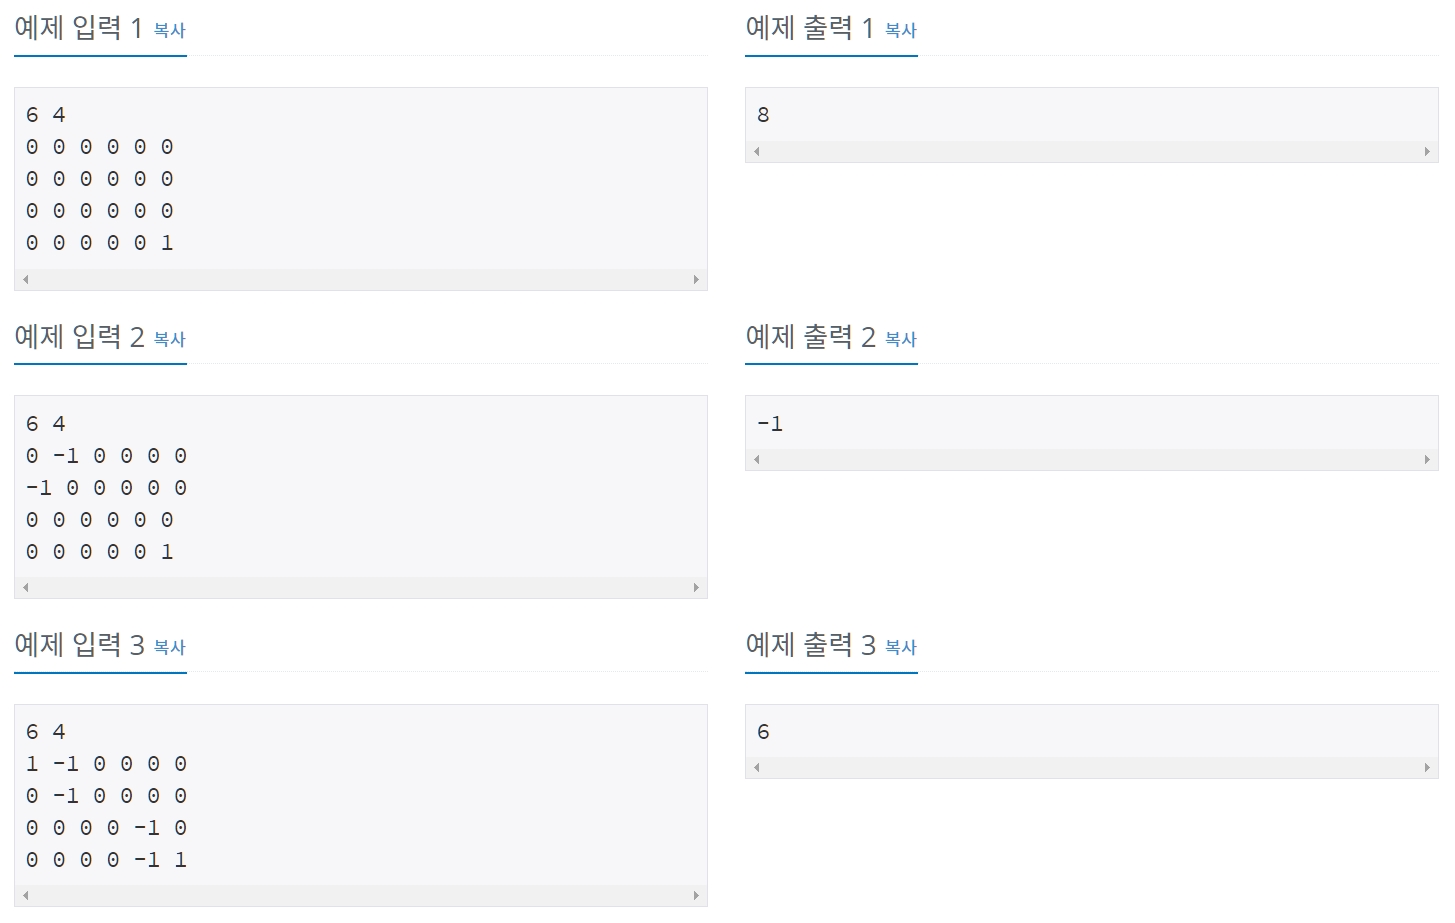 예제 입력 1 복사
6 4
0 0 0 0 0 0
0 0 0 0 0 0
0 0 0 0 0 0
0 0 0 0 0 1
예제 출력 1 복사
8
예제 입력 2 복사
6 4
0 -1 0 0 0 0
-1 0 0 0 0 0
0 0 0 0 0 0
0 0 0 0 0 1
예제 출력 2 복사
-1
예제 입력 3 복사
6 4
1 -1 0 0 0 0
0 -1 0 0 0 0
0 0 0 0 -1 0
0 0 0 0 -1 1
예제 출력 3 복사
6